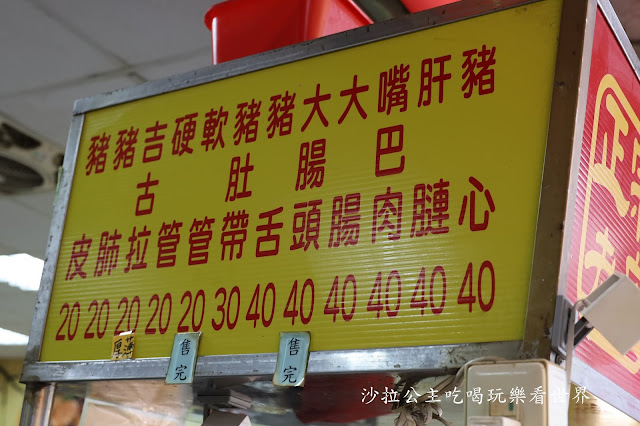 豬心 40
肝 40
嘴巴肉 40
大腸 40
大腸頭 40
豬舌 40
豬肚帶 30
軟管 20
硬管 20
吉古拉 20
豬肺 20
豬皮 20
售完
售完
沙拉公主吃喝玩樂看世界